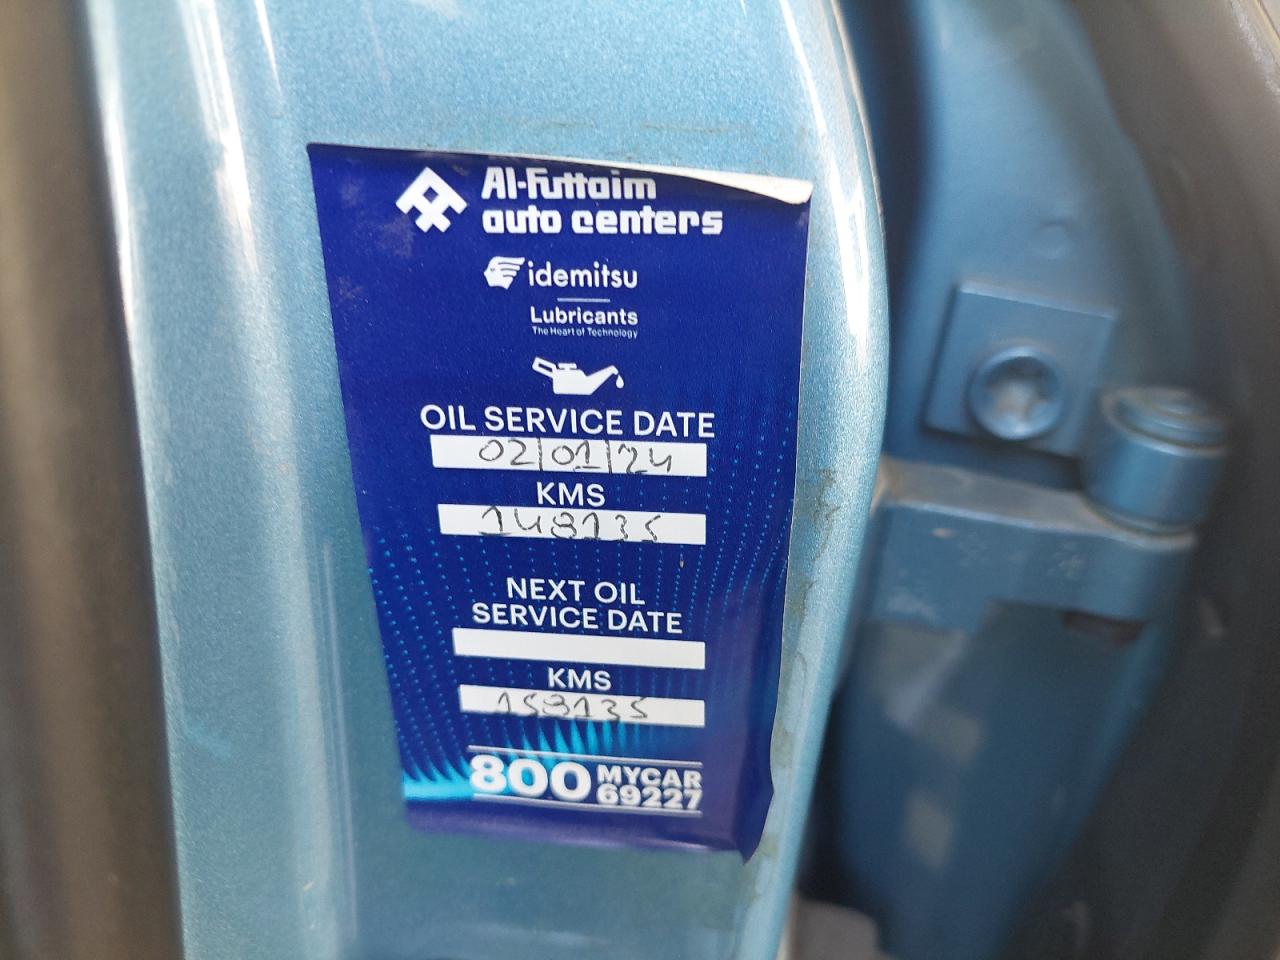 Al-Futtaim
auto centers
idemitsu
Lubricants
The Heart of Technology
OIL SERVICE DATE
02/01/24
KMS
148135
NEXT OIL
SERVICE DATE
KMS
158135
800 MYCAR
69227